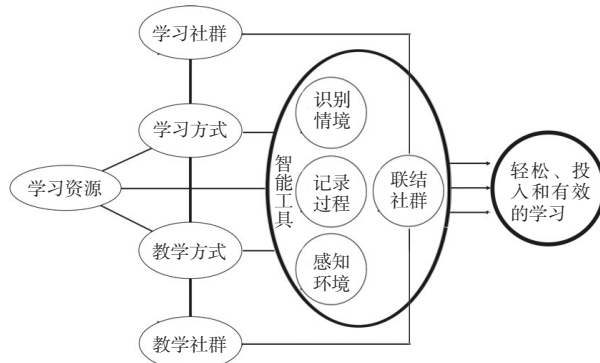 学习社群
学习方式
学习资源
教学方式
教学社群
智能工具
识别
情境
记录
过程
感知
环境
联结
社群
轻松、投
入和有效
的学习